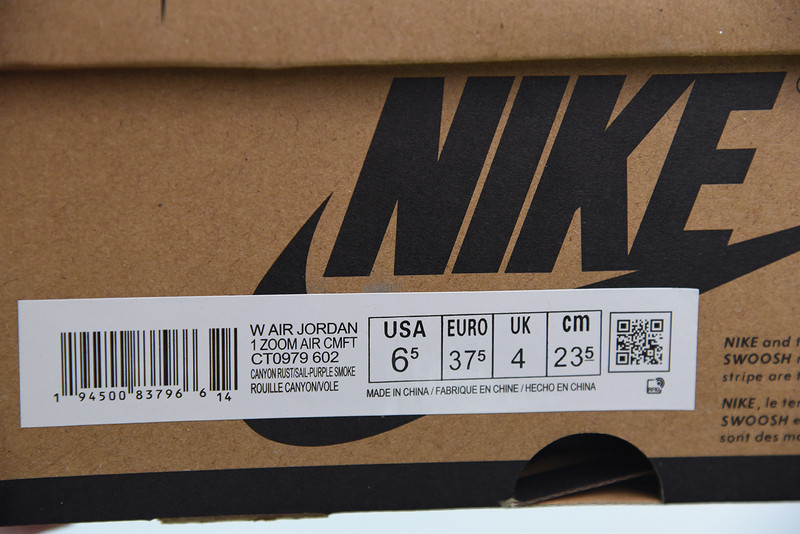 NIKE
W AIR JORDAN
1 ZOOM AIR CMFT
CT0979 602
CANYON RUST/SAIL-PURPLE SMOKE
ROUILLE CANYON/VOLE
1 94500 83796 6 14
USA EURO UK cm
6⁵ 37⁵ 4 23⁵
MADE IN CHINA / FABRIQUE EN CHINE / HECHO EN CHINA
NIKE and
SWOOSH
stripe are
NIKE, le
SWOOSH
sont des